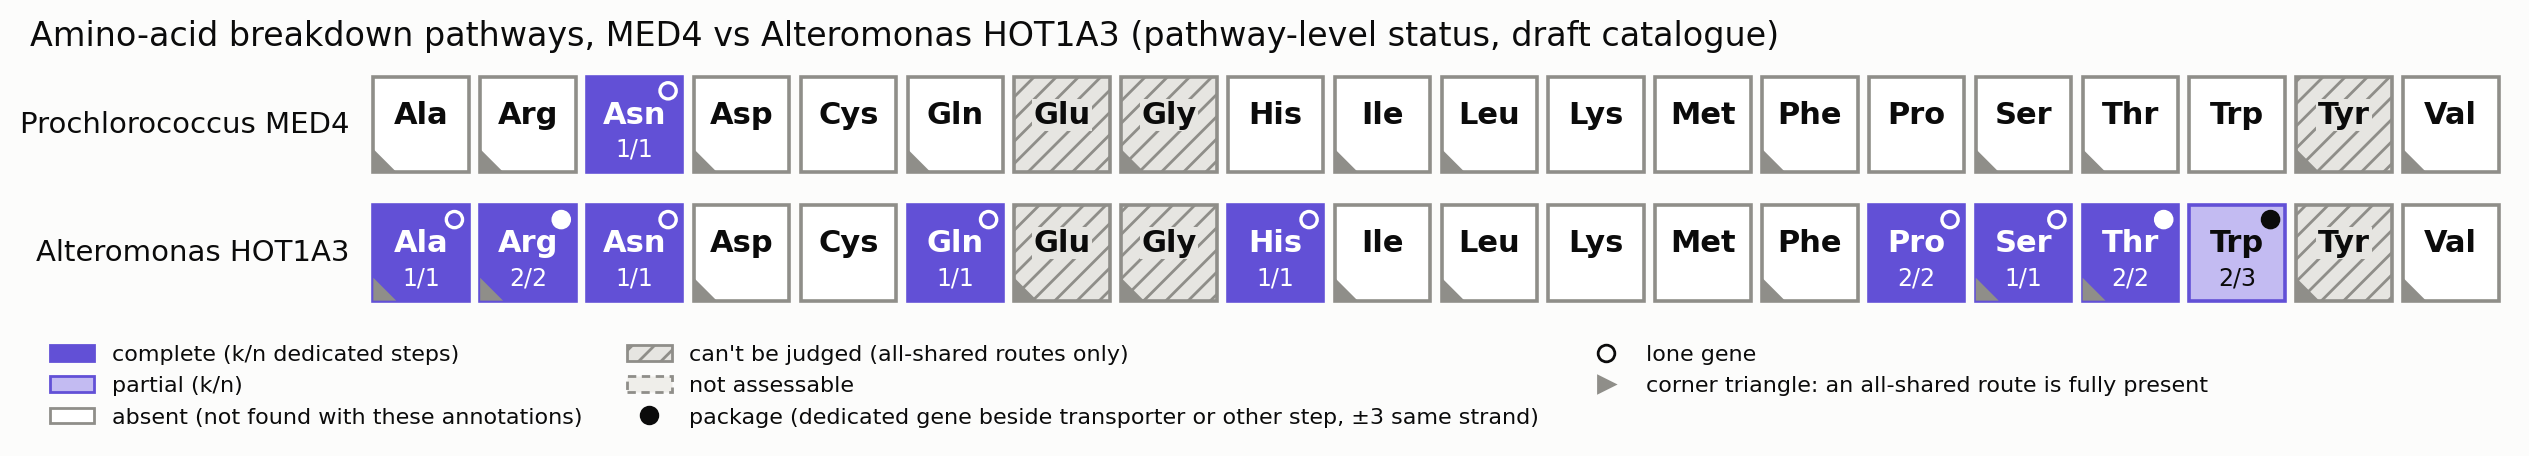 Amino-acid breakdown pathways, MED4 vs Alteromonas HOT1A3 (pathway-level status, draft catalogue)
Prochlorococcus MED4 Ala Arg Asn Asp Cys Gln Glu Gly His Ile Leu Lys Met Phe Pro Ser Thr Trp Tyr Val
1/1
Alteromonas HOT1A3 Ala Arg Asn Asp Cys Gln Glu Gly His Ile Leu Lys Met Phe Pro Ser Thr Trp Tyr Val
1/1 2/2 1/1 1/1 1/1 2/2 1/1 2/2 2/3
complete (k/n dedicated steps)
partial (k/n)
absent (not found with these annotations)
can't be judged (all-shared routes only)
not assessable
package (dedicated gene beside transporter or other step, ±3 same strand)
lone gene
corner triangle: an all-shared route is fully present